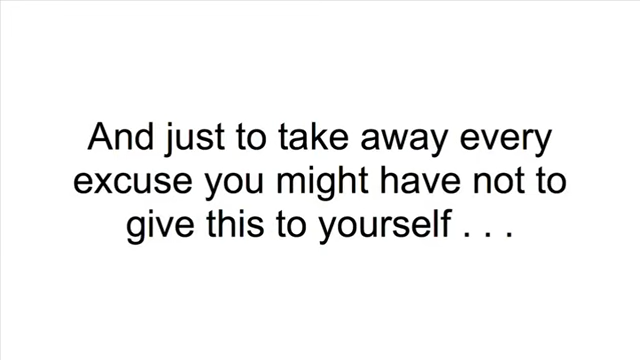 And just to take away every
excuse you might have not to
give this to yourself . . .